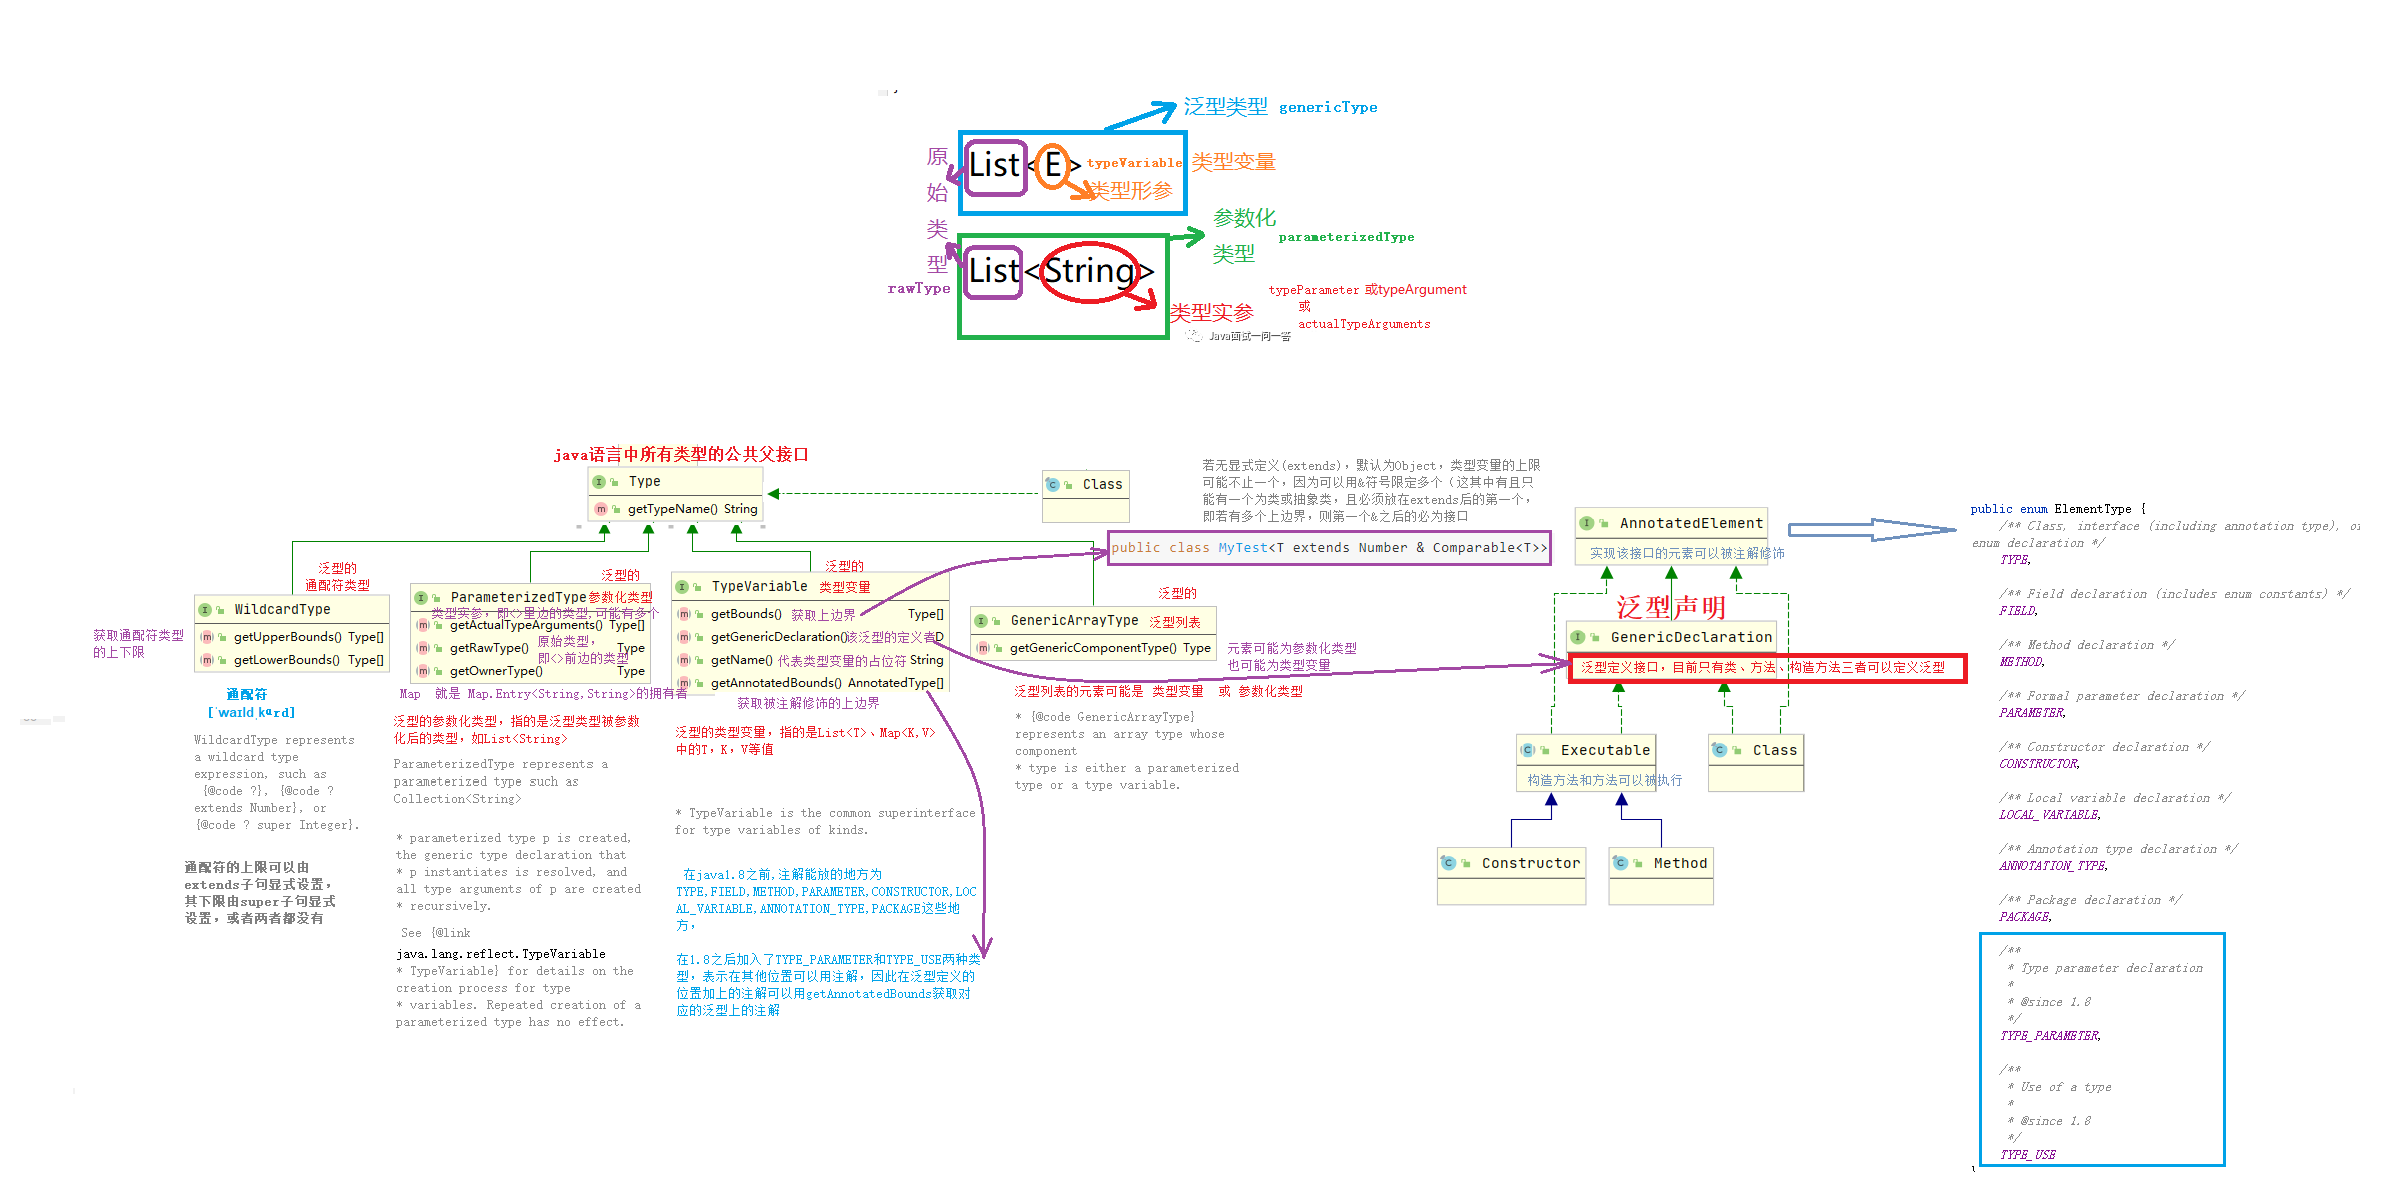 泛型类型 genericType
原始类型
rawType
List<E>
typeVariable 类型变量
类型形参
参数化
类型
parameterizedType
List<String>
类型实参
typeParameter 或typeArgument
或
actualTypeArguments
Java面试一问一答
java语言中所有类型的公共父接口
Type
getTypeName() String
Class
泛型的
通配符类型
WildcardType
getUpperBounds() Type[]
getLowerBounds() Type[]
获取通配符类型
的上下限
通配符
[ˈwaɪldˌkɑrd]
WildcardType represents
a wildcard type
expression, such as
{@code ?}, {@code ?
extends Number}, or
{@code ? super Integer}.
通配符的上限可以由
extends子句显式设置，
其下限由super子句显式
设置，或者两者都没有
泛型的
ParameterizedType 参数化类型
类型实参，即<>里边的类型,可能有多个
getActualTypeArguments() Type[]
原始类型，
getRawType() Type
即<>前边的类型
getOwnerType() Type
Map 就是 Map.Entry<String,String>的拥有者
泛型的参数化类型，指的是泛型类型被参数
化后的类型，如List<String>
ParameterizedType represents a
parameterized type such as
Collection<String>
* parameterized type p is created,
the generic type declaration that
* p instantiates is resolved, and
all type arguments of p are created
* recursively.
See {@link
java.lang.reflect.TypeVariable
* TypeVariable} for details on the
creation process for type
* variables. Repeated creation of a
parameterized type has no effect.
泛型的
TypeVariable 类型变量
getBounds() 获取上边界 Type[]
getGenericDeclaration() 该泛型的定义者 D
getName() 代表类型变量的占位符 String
getAnnotatedBounds() AnnotatedType[]
获取被注解修饰的上边界
泛型的类型变量，指的是List<T>、Map<K,V>
中的T，K，V等值
* TypeVariable is the common superinterface
for type variables of kinds.
在java1.8之前,注解能放的地方为
TYPE,FIELD,METHOD,PARAMETER,CONSTRUCTOR,LOC
AL_VARIABLE,ANNOTATION_TYPE,PACKAGE这些地
方，
在1.8之后加入了TYPE_PARAMETER和TYPE_USE两种类
型，表示在其他位置可以用注解，因此在泛型定义的
位置加上的注解可以用getAnnotatedBounds获取对
应的泛型上的注解
泛型的
GenericArrayType 泛型列表
getGenericComponentType() Type
元素可能为参数化类型
也可能为类型变量
泛型列表的元素可能是 类型变量 或 参数化类型
* {@code GenericArrayType}
represents an array type whose
component
* type is either a parameterized
type or a type variable.
若无显式定义(extends)，默认为Object，类型变量的上限
可能不止一个，因为可以用&符号限定多个（这其中有且只
能有一个为类或抽象类，且必须放在extends后的第一个，
即若有多个上边界，则第一个&之后的必为接口
public class MyTest<T extends Number & Comparable<T>>
AnnotatedElement
实现该接口的元素可以被注解修饰
泛型声明
GenericDeclaration
泛型定义接口，目前只有类、方法、构造方法三者可以定义泛型
Executable
构造方法和方法可以被执行
Class
Constructor
Method
public enum ElementType {
/** Class, interface (including annotation type), or
enum declaration */
TYPE,
/** Field declaration (includes enum constants) */
FIELD,
/** Method declaration */
METHOD,
/** Formal parameter declaration */
PARAMETER,
/** Constructor declaration */
CONSTRUCTOR,
/** Local variable declaration */
LOCAL_VARIABLE,
/** Annotation type declaration */
ANNOTATION_TYPE,
/** Package declaration */
PACKAGE,
/**
* Type parameter declaration
*
* @since 1.8
*/
TYPE_PARAMETER,
/**
* Use of a type
*
* @since 1.8
*/
TYPE_USE